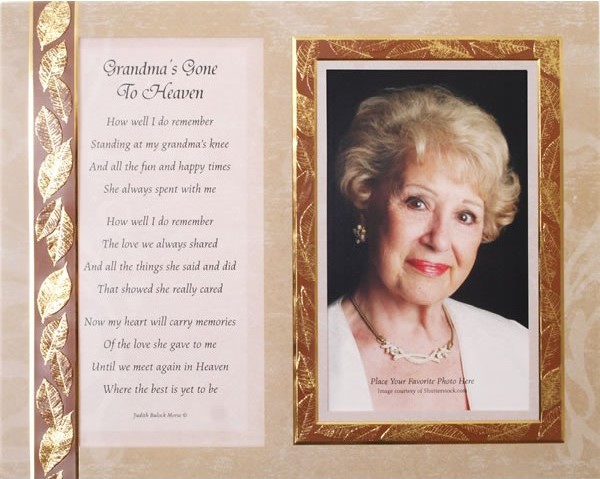 Grandma's Gone
To Heaven
How well I do remember
Standing at my grandma's knee
And all the fun and happy times
She always spent with me
How well I do remember
The love we always shared
And all the things she said and did
That showed she really cared
Now my heart will carry memories
Of the love she gave to me
Until we meet again in Heaven
Where the best is yet to be
Judith Bulock Morse ©
Place Your Favorite Photo Here
Image courtesy of Shutterstock.com